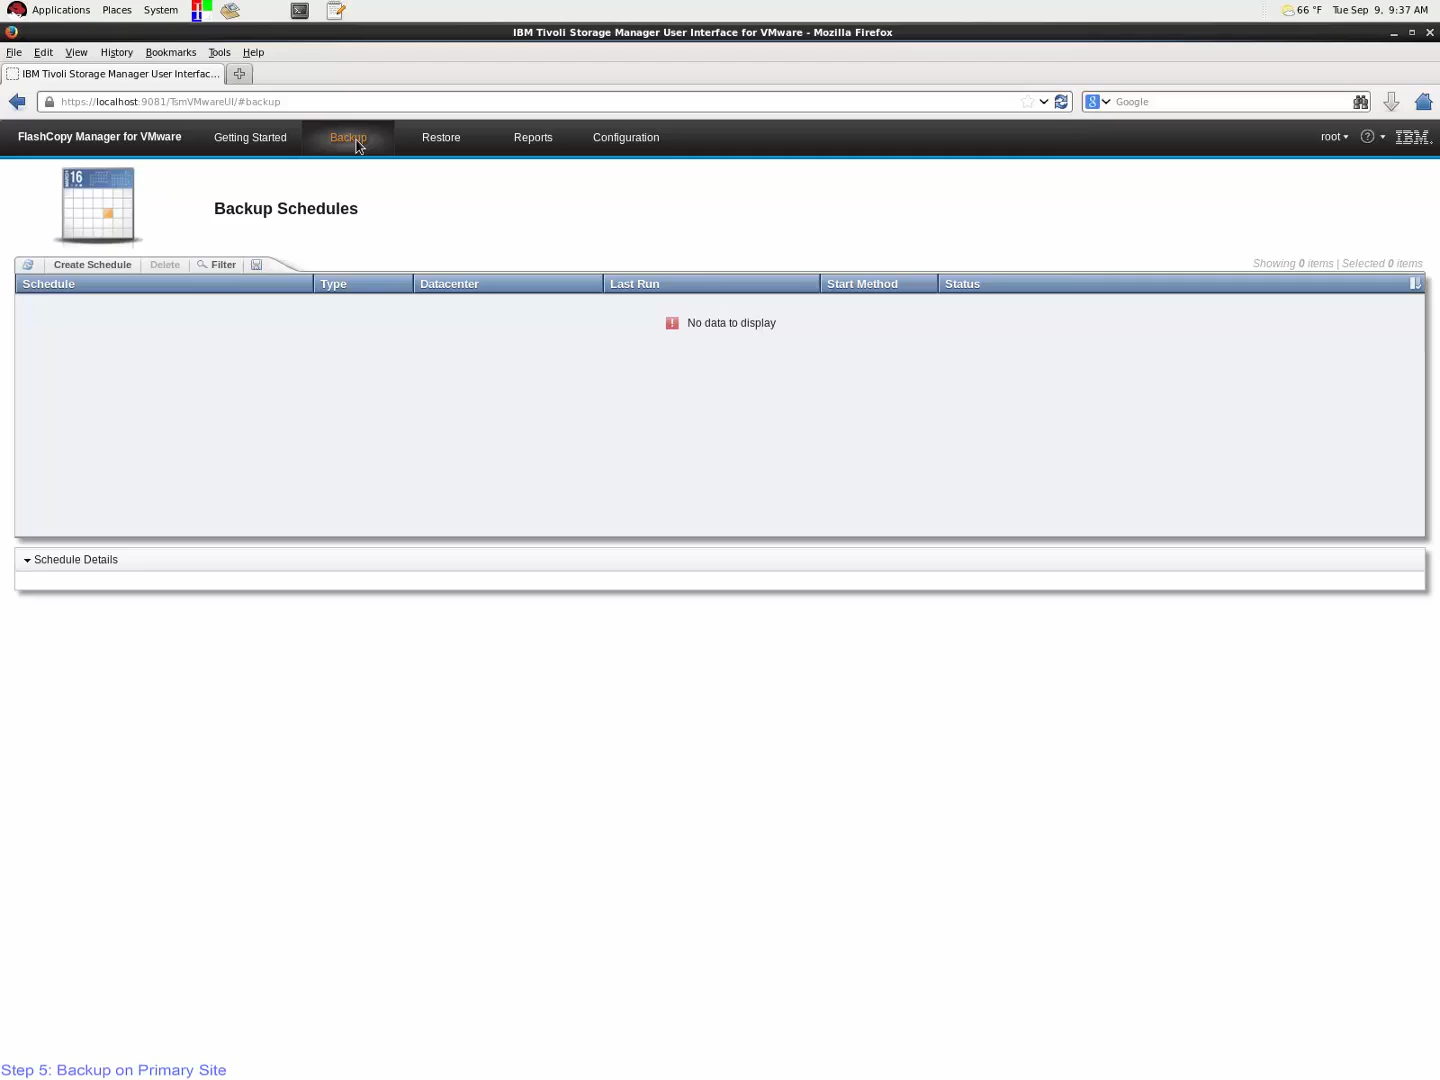 Applications Places System 66 °F Tue Sep 9, 9:37 AM
IBM Tivoli Storage Manager User Interface for VMware - Mozilla Firefox
File Edit View History Bookmarks Tools Help
IBM Tivoli Storage Manager User Interfac...
https://localhost:9081/TsmVMwareUI/#backup Google
FlashCopy Manager for VMware Getting Started Backup Restore Reports Configuration root IBM
16
Backup Schedules
Create Schedule Delete Filter Showing 0 items | Selected 0 items
Schedule Type Datacenter Last Run Start Method Status
No data to display
Schedule Details
Step 5: Backup on Primary Site